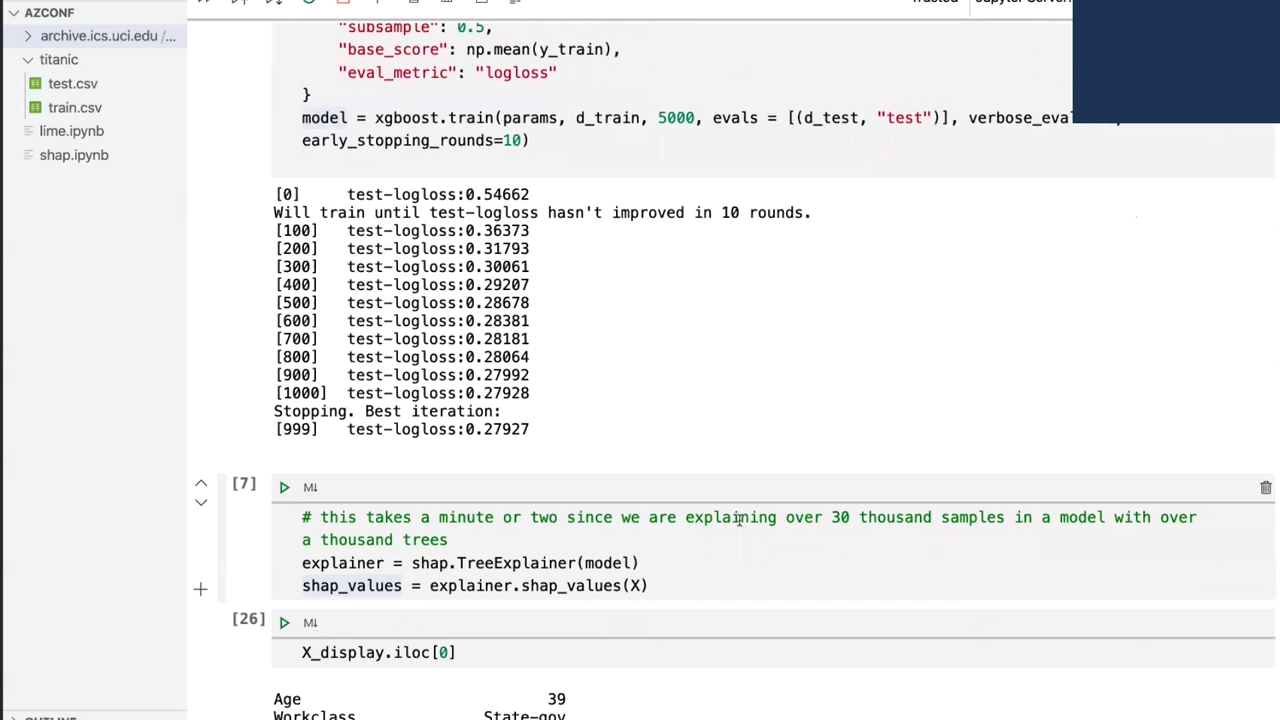 AZCONF
archive.ics.uci.edu /...
titanic
test.csv
train.csv
lime.ipynb
shap.ipynb
"subsample": 0.5,
"base_score": np.mean(y_train),
"eval_metric": "logloss"
}
model = xgboost.train(params, d_train, 5000, evals = [(d_test, "test")],
early_stopping_rounds=10)
[0] test-logloss:0.54662
Will train until test-logloss hasn't improved in 10 rounds.
[100] test-logloss:0.36373
[200] test-logloss:0.31793
[300] test-logloss:0.30061
[400] test-logloss:0.29207
[500] test-logloss:0.28678
[600] test-logloss:0.28381
[700] test-logloss:0.28181
[800] test-logloss:0.28064
[900] test-logloss:0.27992
[1000] test-logloss:0.27928
Stopping. Best iteration:
[999] test-logloss:0.27927
[7]
M↓
# this takes a minute or two since we are explaining over 30 thousand samples in a model with over
a thousand trees
explainer = shap.TreeExplainer(model)
shap_values = explainer.shap_values(X)
[26]
M↓
X_display.iloc[0]
Age 39
Workclass State-gov